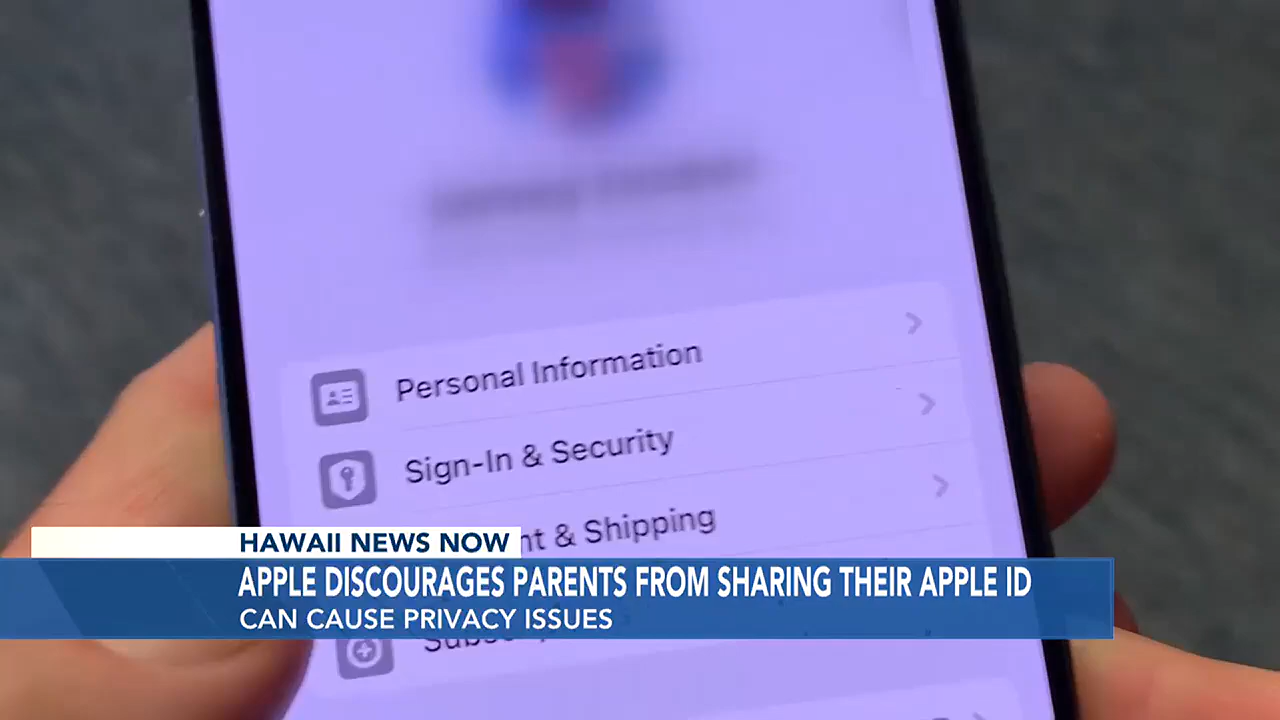 Personal Information
Sign-In & Security
& Shipping
HAWAII NEWS NOW
APPLE DISCOURAGES PARENTS FROM SHARING THEIR APPLE ID
CAN CAUSE PRIVACY ISSUES